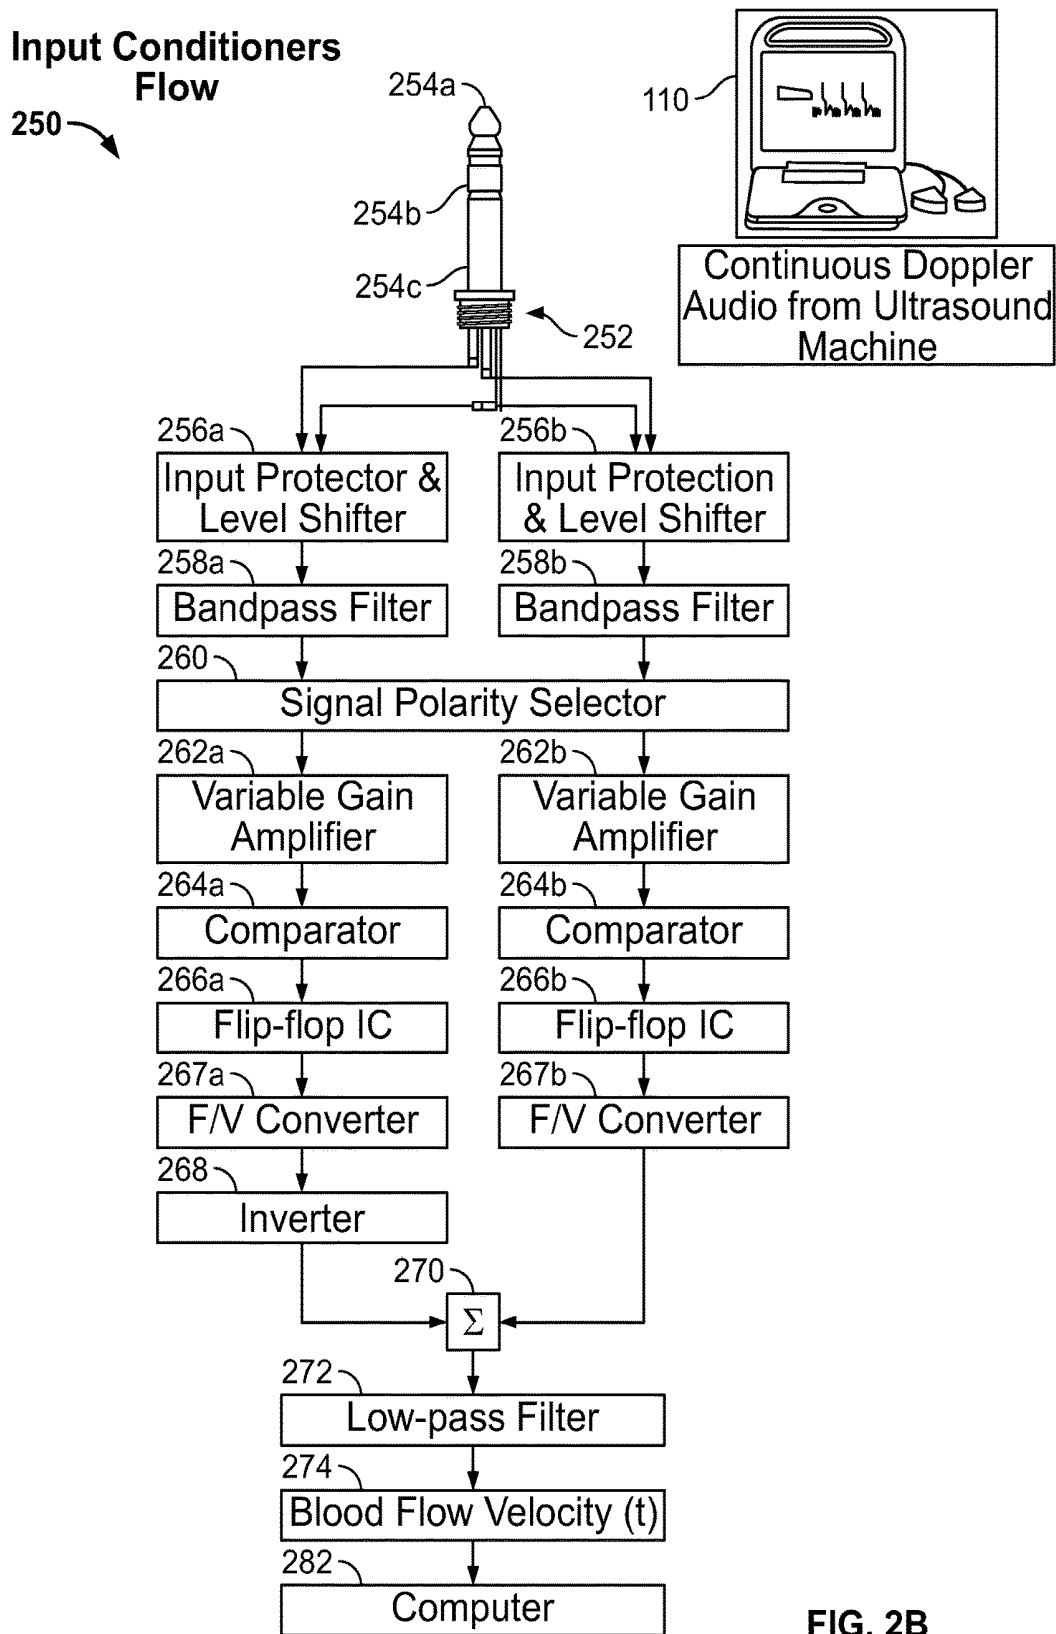 Input Conditioners
Flow
250
254a
110
254b
254c
252
Continuous Doppler
Audio from Ultrasound
Machine
256a
256b
Input Protector &
Level Shifter
Input Protection
& Level Shifter
258a
258b
Bandpass Filter
Bandpass Filter
260
Signal Polarity Selector
262a
262b
Variable Gain
Amplifier
Variable Gain
Amplifier
264a
264b
Comparator
Comparator
266a
266b
Flip-flop IC
Flip-flop IC
267a
267b
F/V Converter
F/V Converter
268
Inverter
270
Σ
272
Low-pass Filter
274
Blood Flow Velocity (t)
282
Computer
FIG. 2B